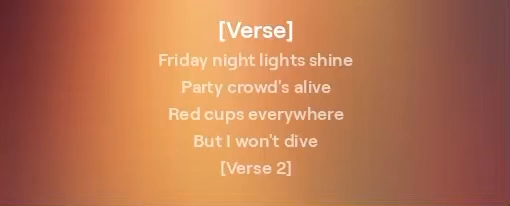 [Verse]
Friday night lights shine
Party crowd's alive
Red cups everywhere
But I won't dive
[Verse 2]